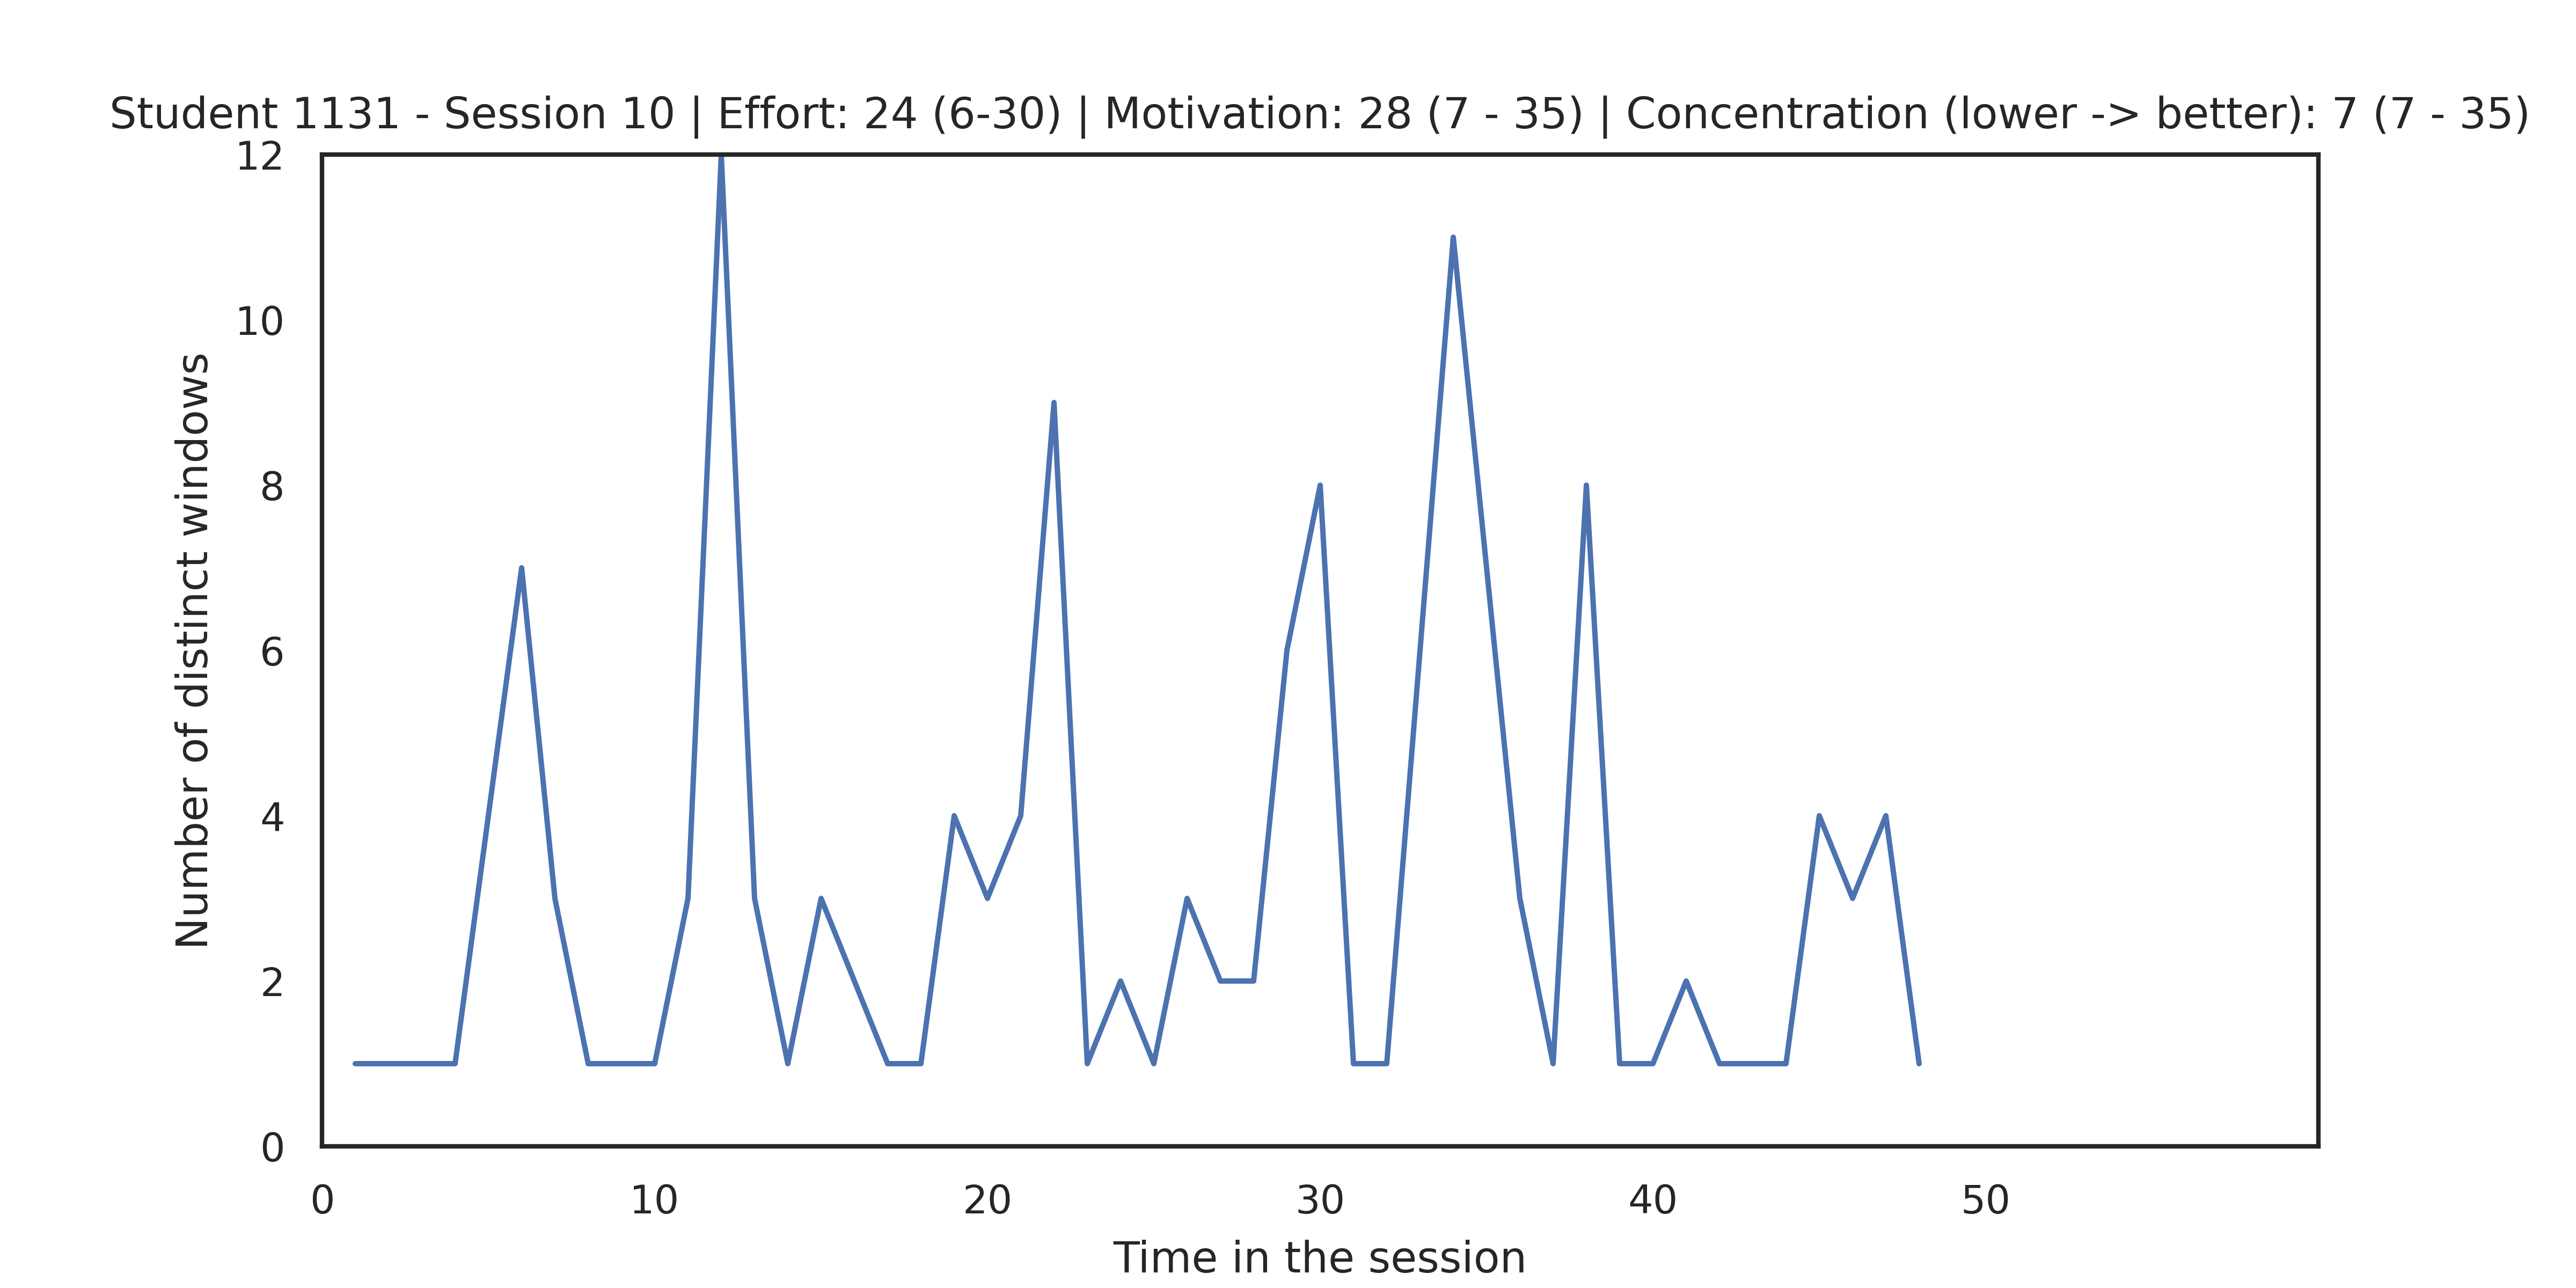 Student 1131 - Session 10 | Effort: 24 (6-30) | Motivation: 28 (7 - 35) | Concentration (lower -> better): 7 (7 - 35)
12
10
8
6
4
2
0
Number of distinct windows
0 10 20 30 40 50
Time in the session